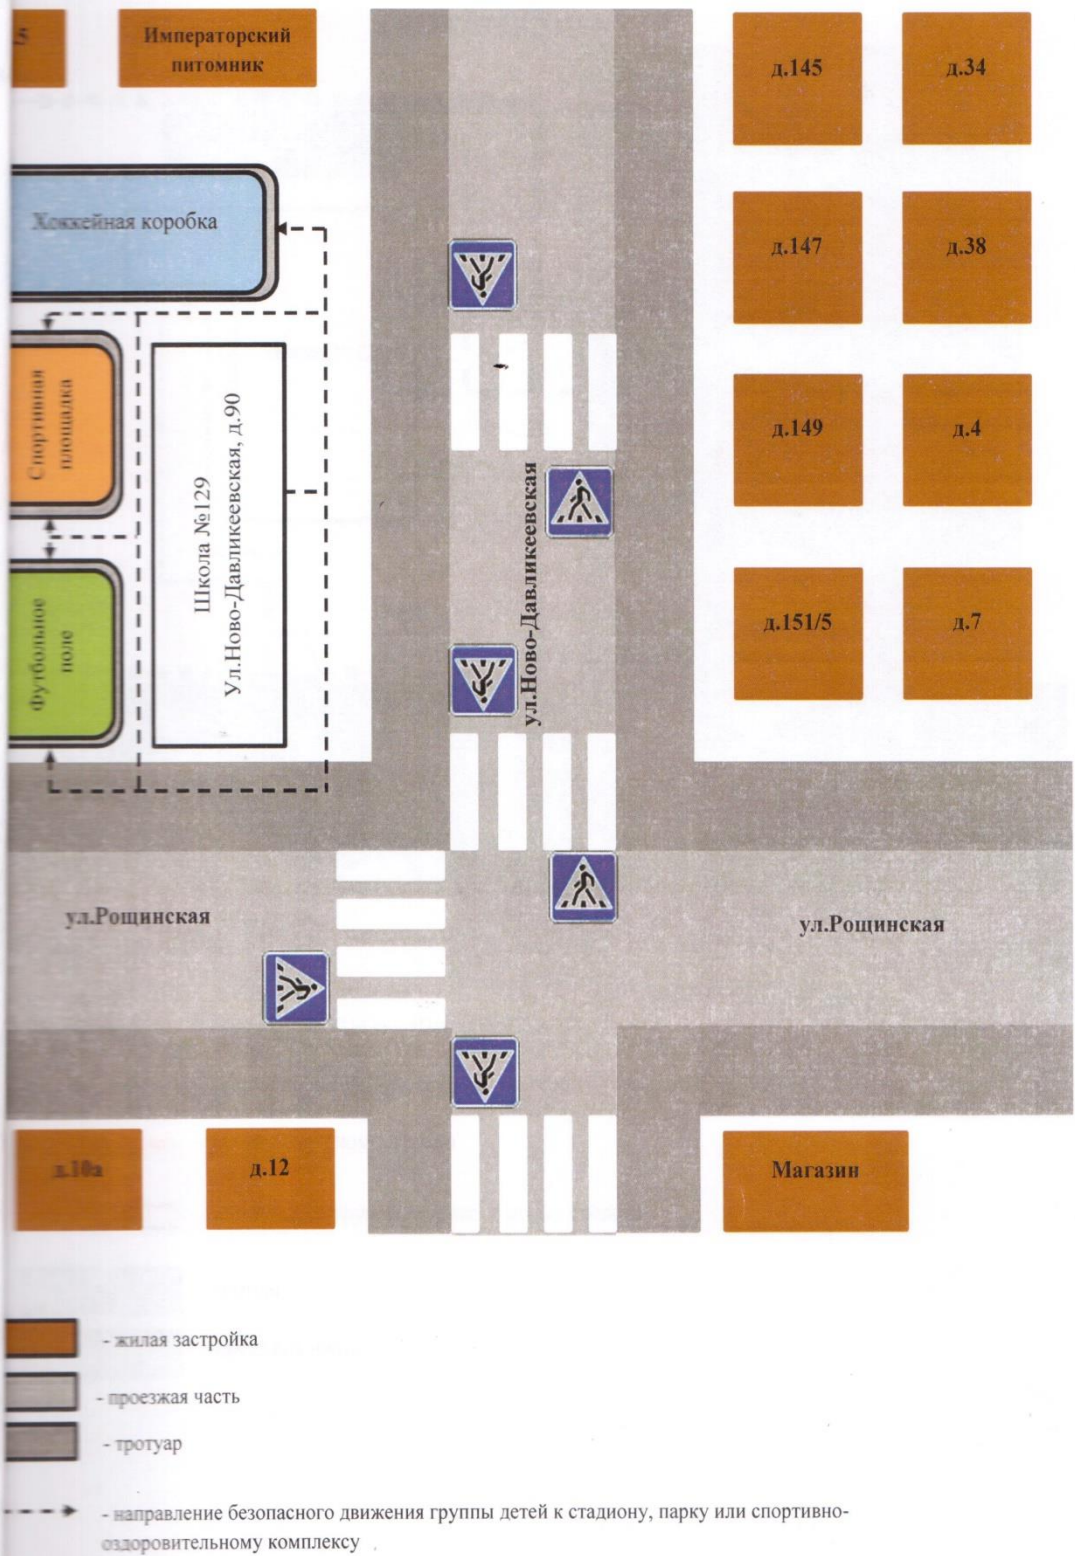 5
Императорский
питомник
д.145
д.34
Хоккейная коробка
д.147
д.38
Спортивная
площадка
Школа №129
Ул.Ново-Давликеевская, д.90
ул.Ново-Давликеевская
д.149
д.4
Футбольное
поле
д.151/5
д.7
ул.Рощинская
ул.Рощинская
д.10а
д.12
Магазин
- жилая застройка
- проезжая часть
- тротуар
- направление безопасного движения группы детей к стадиону, парку или спортивно-
оздоровительному комплексу